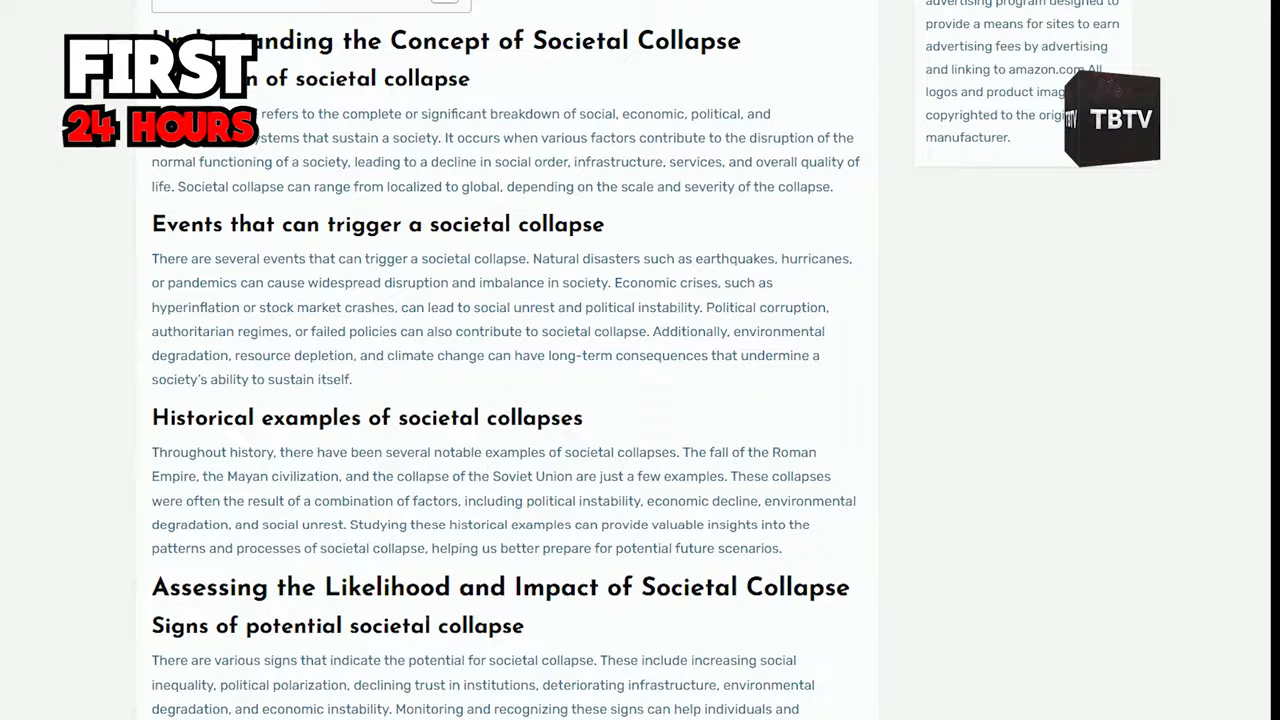 Understanding the Concept of Societal Collapse
n of societal collapse
refers to the complete or significant breakdown of social, economic, political, and
stems that sustain a society. It occurs when various factors contribute to the disruption of the
normal functioning of a society, leading to a decline in social order, infrastructure, services, and overall quality of
life. Societal collapse can range from localized to global, depending on the scale and severity of the collapse.
Events that can trigger a societal collapse
There are several events that can trigger a societal collapse. Natural disasters such as earthquakes, hurricanes,
or pandemics can cause widespread disruption and imbalance in society. Economic crises, such as
hyperinflation or stock market crashes, can lead to social unrest and political instability. Political corruption,
authoritarian regimes, or failed policies can also contribute to societal collapse. Additionally, environmental
degradation, resource depletion, and climate change can have long-term consequences that undermine a
society’s ability to sustain itself.
Historical examples of societal collapses
Throughout history, there have been several notable examples of societal collapses. The fall of the Roman
Empire, the Mayan civilization, and the collapse of the Soviet Union are just a few examples. These collapses
were often the result of a combination of factors, including political instability, economic decline, environmental
degradation, and social unrest. Studying these historical examples can provide valuable insights into the
patterns and processes of societal collapse, helping us better prepare for potential future scenarios.
Assessing the Likelihood and Impact of Societal Collapse
Signs of potential societal collapse
There are various signs that indicate the potential for societal collapse. These include increasing social
inequality, political polarization, declining trust in institutions, deteriorating infrastructure, environmental
degradation, and economic instability. Monitoring and recognizing these signs can help individuals and
FIRST
24 HOURS
advertising program designed to
provide a means for sites to earn
advertising fees by advertising
and linking to amazon.com All
logos and product imag
copyrighted to the origi
manufacturer.
TBTV
TBTV